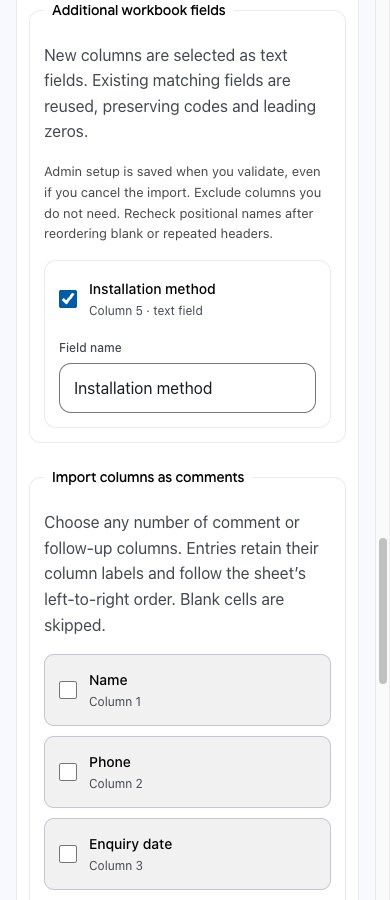 Additional workbook fields
New columns are selected as text
fields. Existing matching fields are
reused, preserving codes and leading
zeros.
Admin setup is saved when you validate, even
if you cancel the import. Exclude columns you
do not need. Recheck positional names after
reordering blank or repeated headers.
Installation method
Column 5 · text field
Field name
Installation method
Import columns as comments
Choose any number of comment or
follow-up columns. Entries retain their
column labels and follow the sheet’s
left-to-right order. Blank cells are
skipped.
Name
Column 1
Phone
Column 2
Enquiry date
Column 3